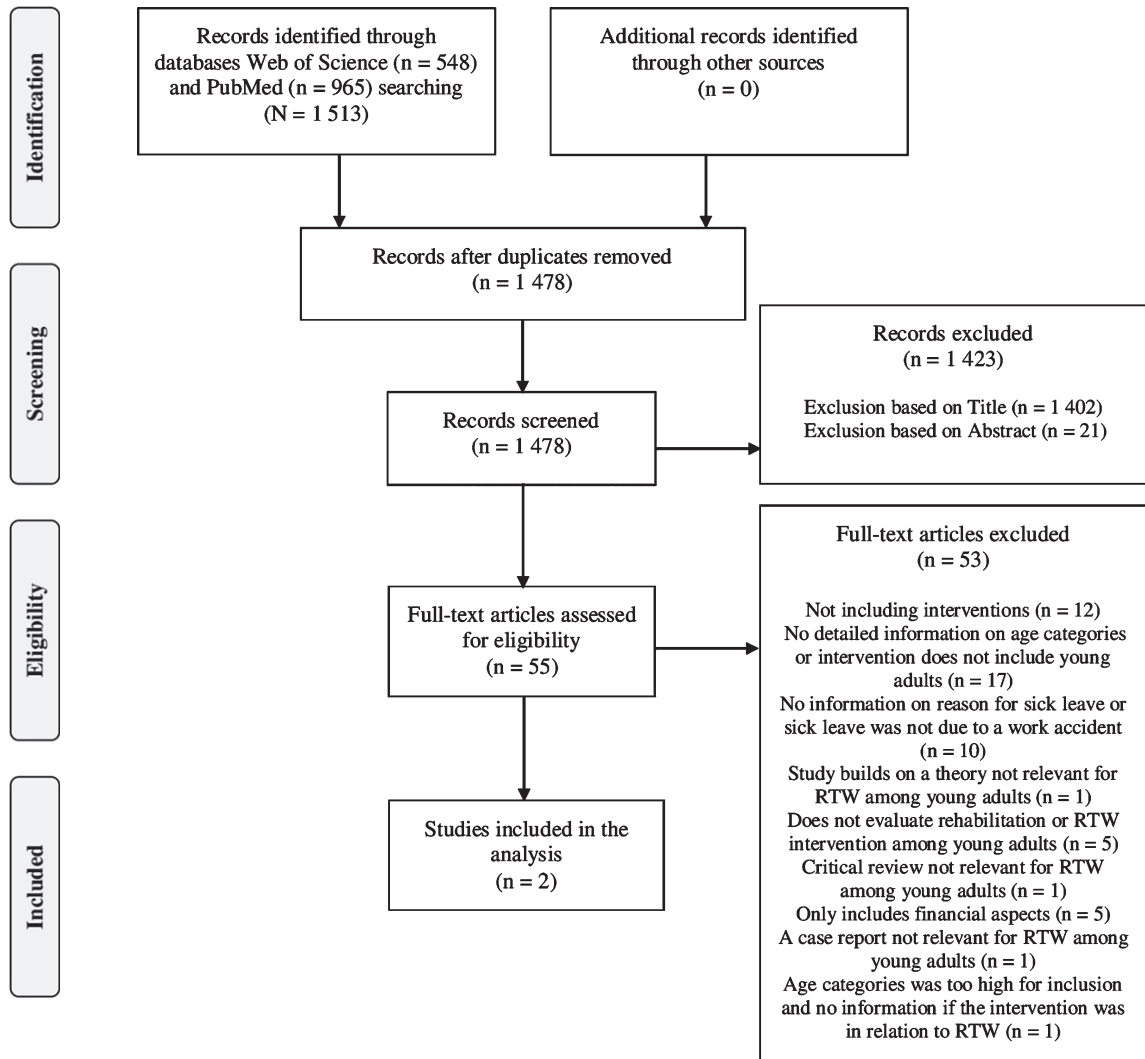 Identification
Records identified through
databases Web of Science (n = 548)
and PubMed (n = 965) searching
(N = 1 513)
Additional records identified
through other sources
(n = 0)
Records after duplicates removed
(n = 1 478)
Screening
Records screened
(n = 1 478)
Records excluded
(n = 1 423)
Exclusion based on Title (n = 1 402)
Exclusion based on Abstract (n = 21)
Eligibility
Full-text articles assessed
for eligibility
(n = 55)
Full-text articles excluded
(n = 53)
Not including interventions (n = 12)
No detailed information on age categories
or intervention does not include young
adults (n = 17)
No information on reason for sick leave or
sick leave was not due to a work accident
(n = 10)
Study builds on a theory not relevant for
RTW among young adults (n = 1)
Does not evaluate rehabilitation or RTW
intervention among young adults (n = 5)
Critical review not relevant for RTW
among young adults (n = 1)
Only includes financial aspects (n = 5)
A case report not relevant for RTW among
young adults (n = 1)
Age categories was too high for inclusion
and no information if the intervention was
in relation to RTW (n = 1)
Included
Studies included in the
analysis
(n = 2)